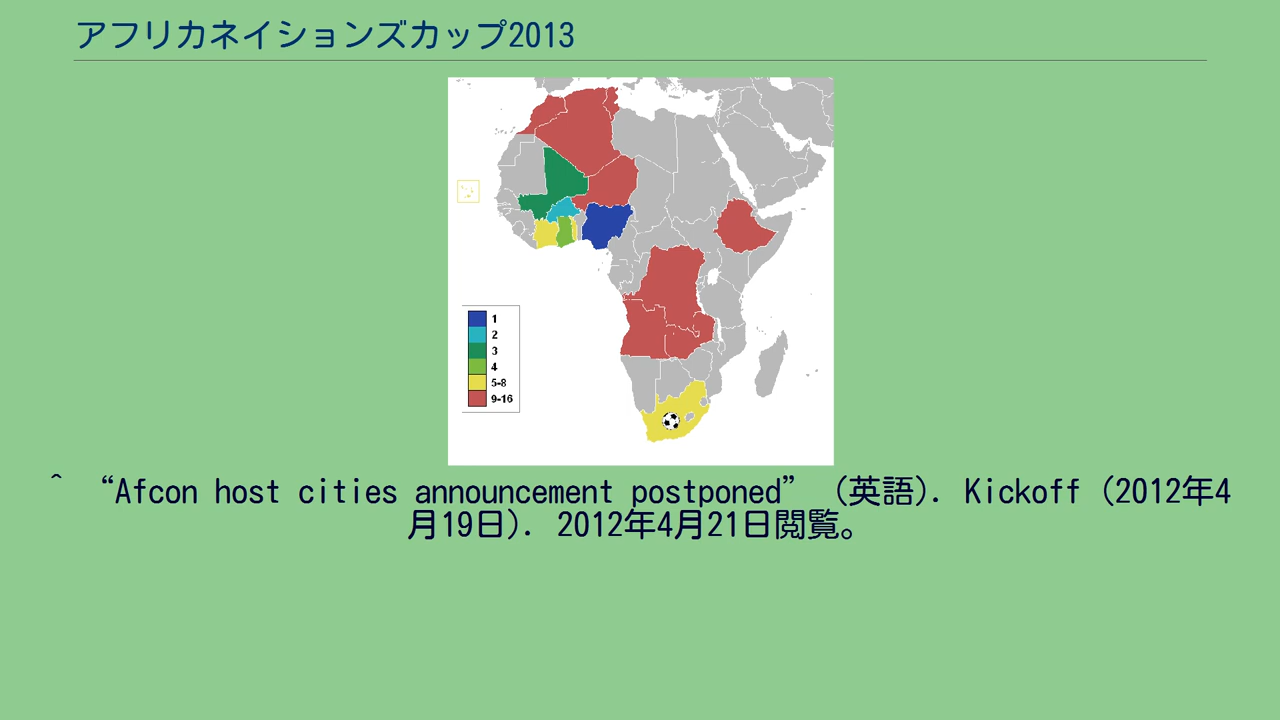 アフリカネイションズカップ2013
1
2
3
4
5-8
9-16
^ “Afcon host cities announcement postponed” (英語). Kickoff (2012年4
月19日). 2012年4月21日閲覧。